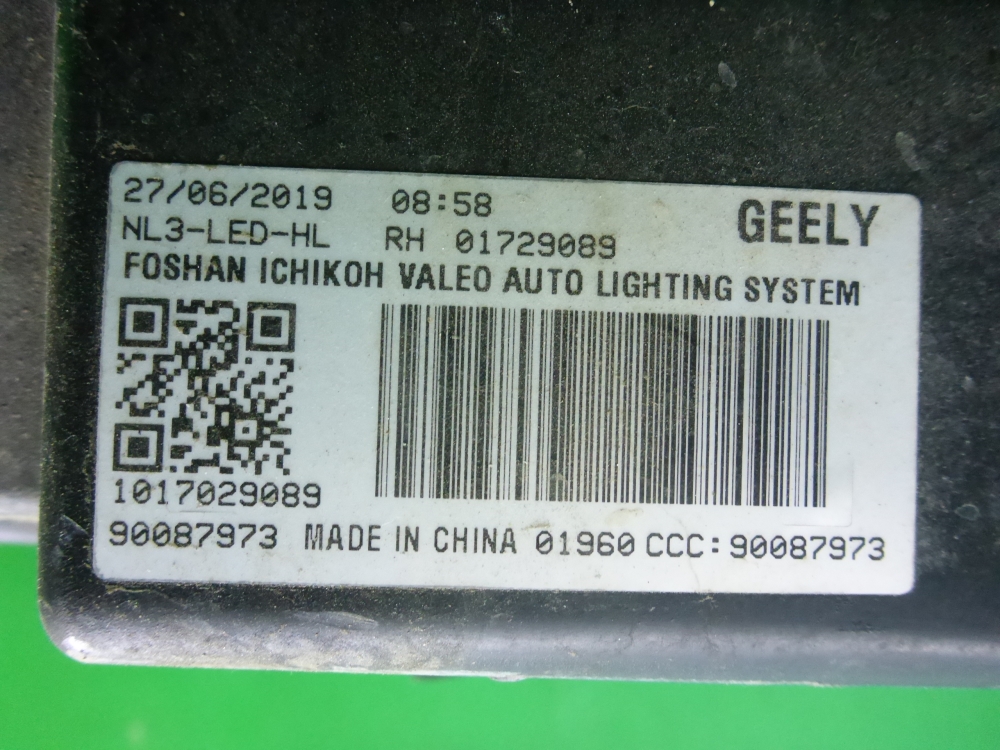 27/06/2019 08:58 GEELY
NL3-LED-HL RH 01729089
FOSHAN ICHIKOH VALEO AUTO LIGHTING SYSTEM
1017029089
90087973 MADE IN CHINA 01960 CCC:90087973